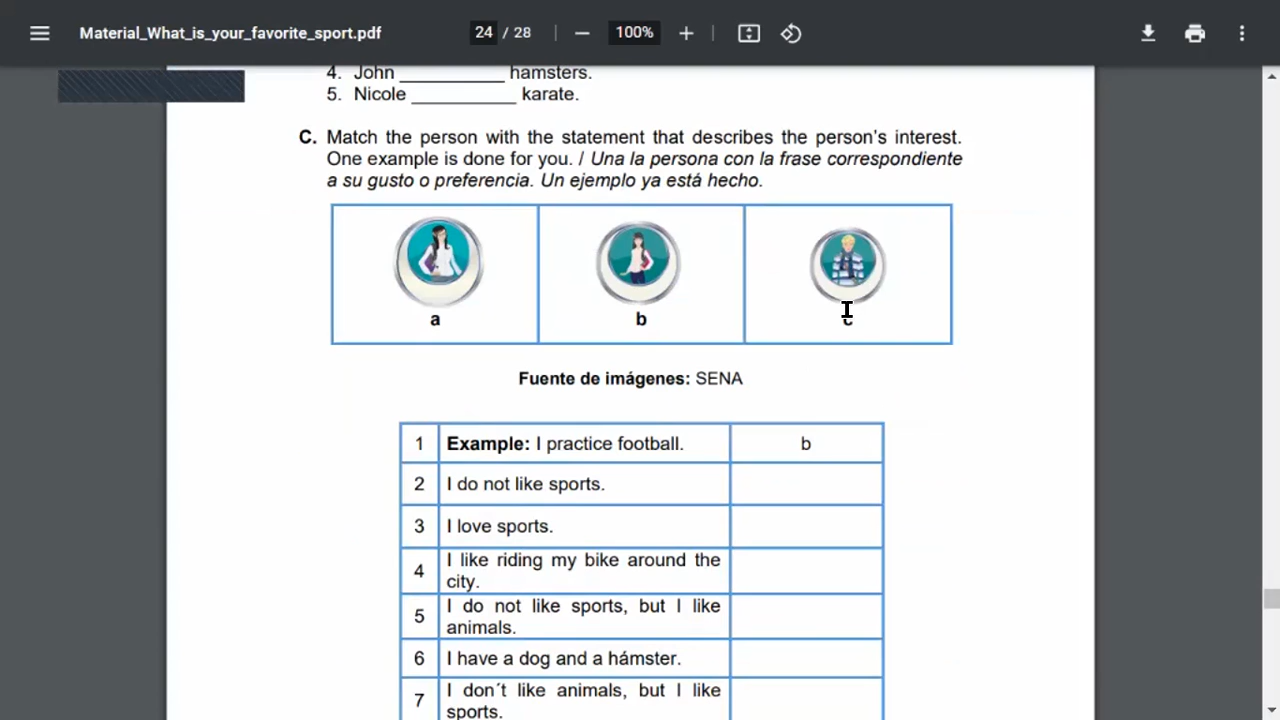 Material_What_is_your_favorite_sport.pdf
24 / 28
100%
4. John __________ hamsters.
5. Nicole __________ karate.
C. Match the person with the statement that describes the person's interest.
One example is done for you. / Una la persona con la frase correspondiente
a su gusto o preferencia. Un ejemplo ya está hecho.
a b c
Fuente de imágenes: SENA
1 Example: I practice football. b
2 I do not like sports.
3 I love sports.
4 I like riding my bike around the
city.
5 I do not like sports, but I like
animals.
6 I have a dog and a hámster.
7 I don´t like animals, but I like
sports.